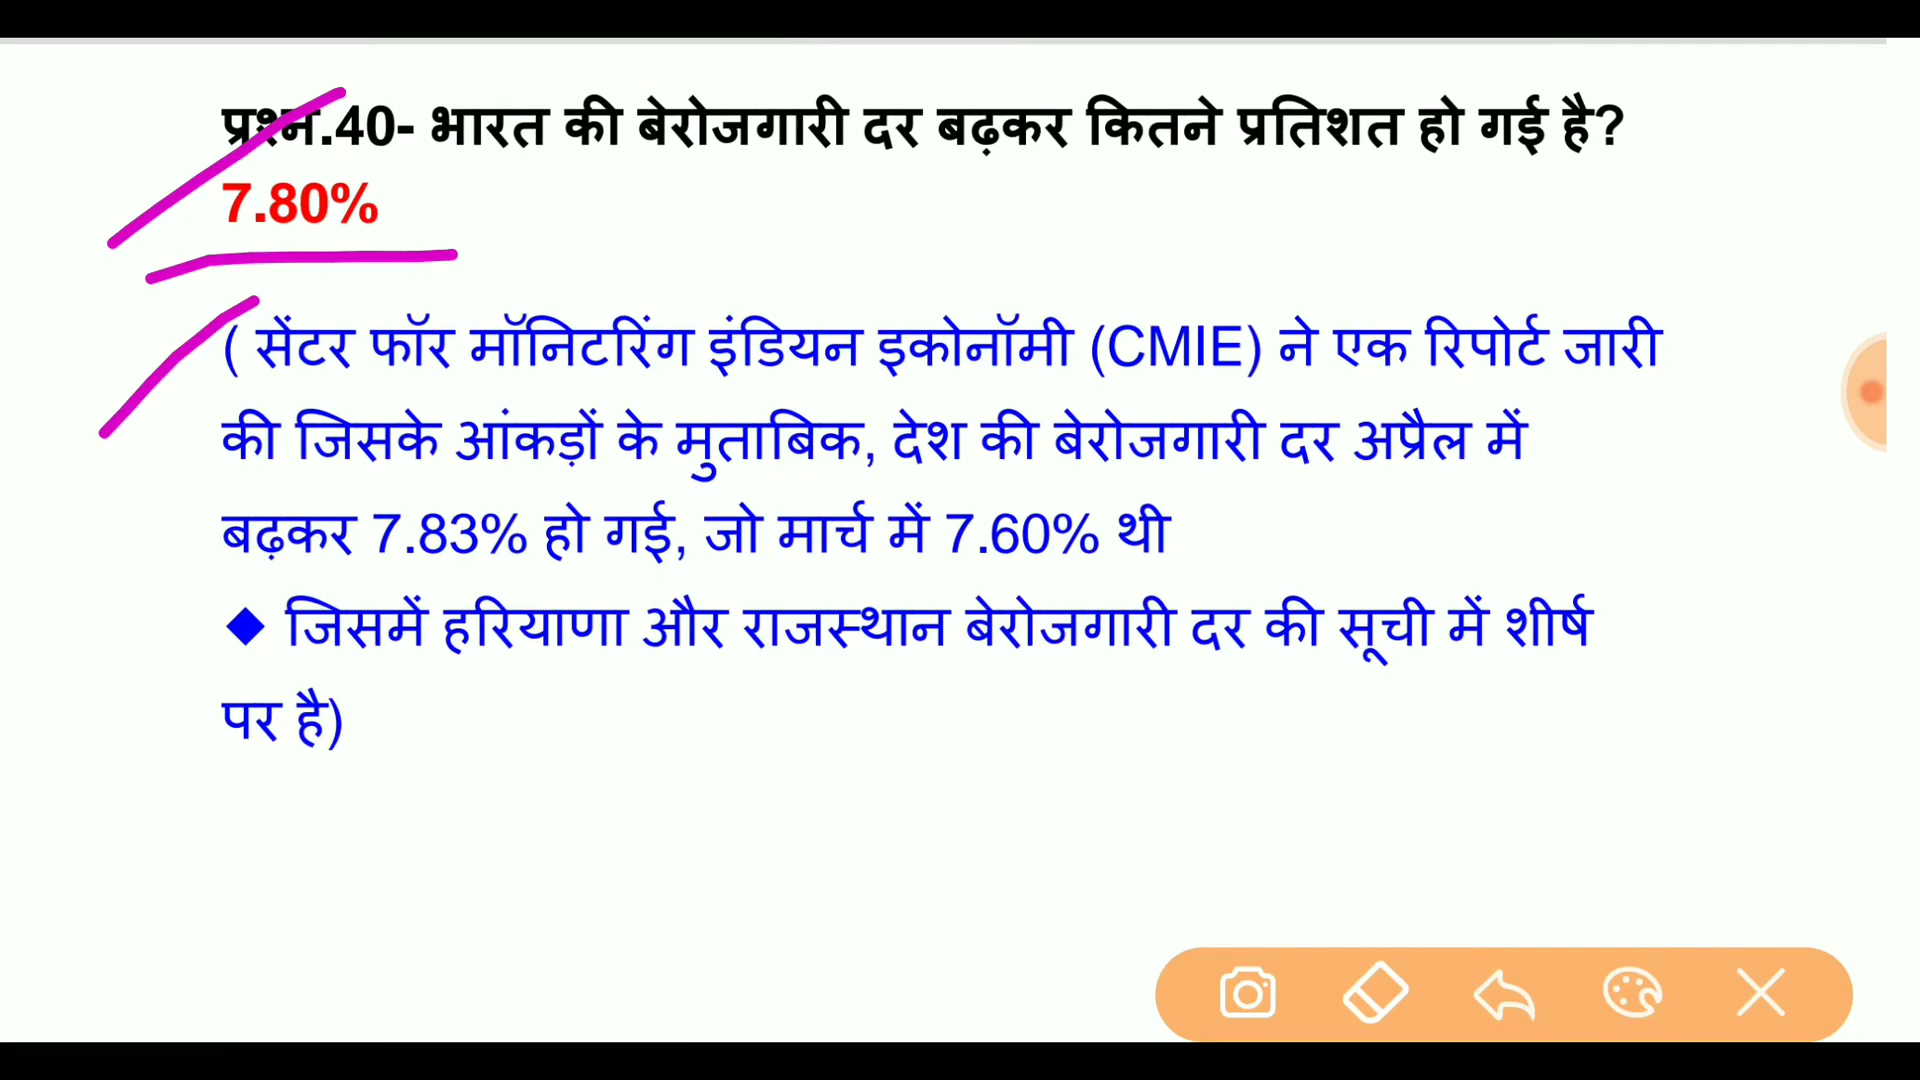 प्रश्न.40- भारत की बेरोजगारी दर बढ़कर कितने प्रतिशत हो गई है?
7.80%
( सेंटर फॉर मॉनिटरिंग इंडियन इकोनॉमी (CMIE) ने एक रिपोर्ट जारी
की जिसके आंकड़ों के मुताबिक, देश की बेरोजगारी दर अप्रैल में
बढ़कर 7.83% हो गई, जो मार्च में 7.60% थी
◆ जिसमें हरियाणा और राजस्थान बेरोजगारी दर की सूची में शीर्ष
पर है)